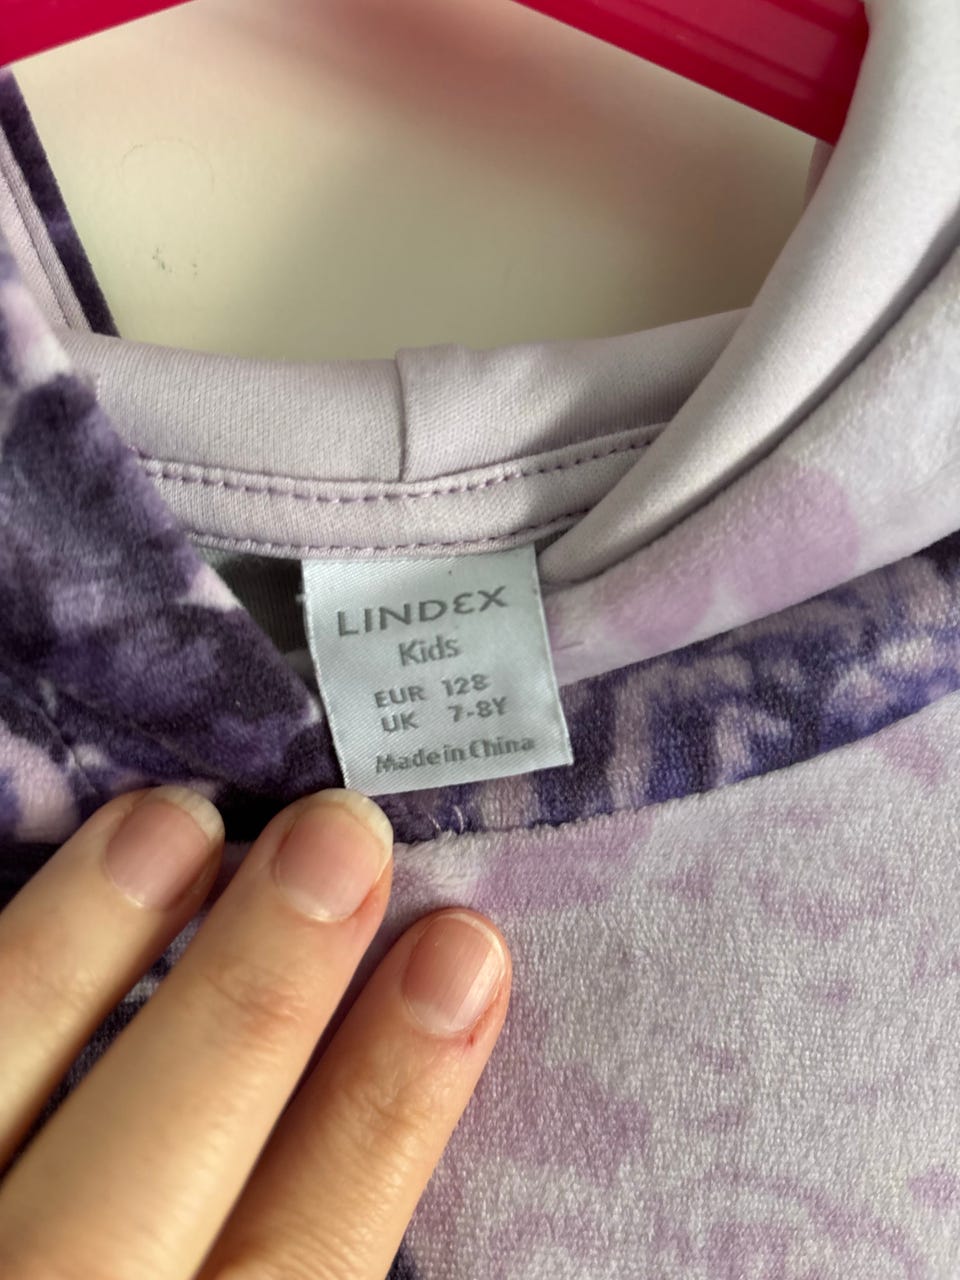 LINDEX
Kids
EUR 128
UK 7-8Y
Made in China